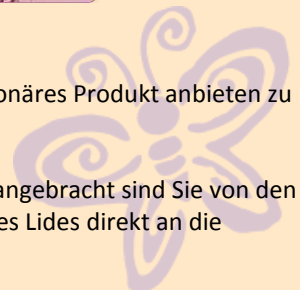 onäres Produkt anbieten zu
angebracht sind Sie von den
es Lides direkt an die